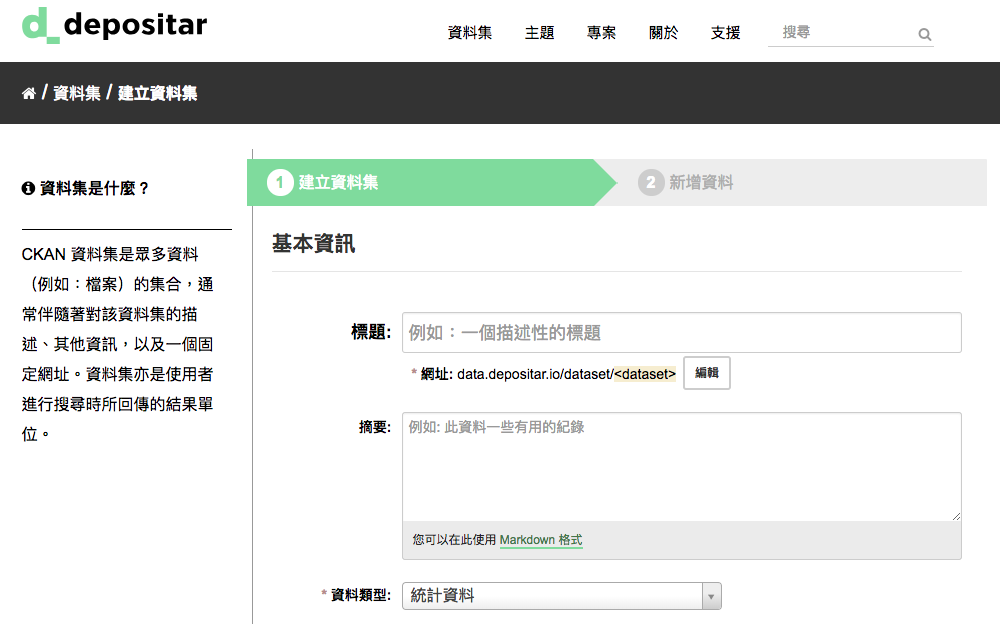 d_depositar
資料集 主題 專案 關於 支援 搜尋
/ 資料集 / 建立資料集
資料集是什麼？
CKAN 資料集是眾多資料
（例如：檔案）的集合，通
常伴隨著對該資料集的描
述、其他資訊，以及一個固
定網址。資料集亦是使用者
進行搜尋時所回傳的結果單
位。
1 建立資料集 2 新增資料
基本資訊
標題: 例如：一個描述性的標題
* 網址: data.depositar.io/dataset/<dataset> 編輯
摘要: 例如: 此資料一些有用的紀錄
您可以在此使用 Markdown 格式
* 資料類型: 統計資料